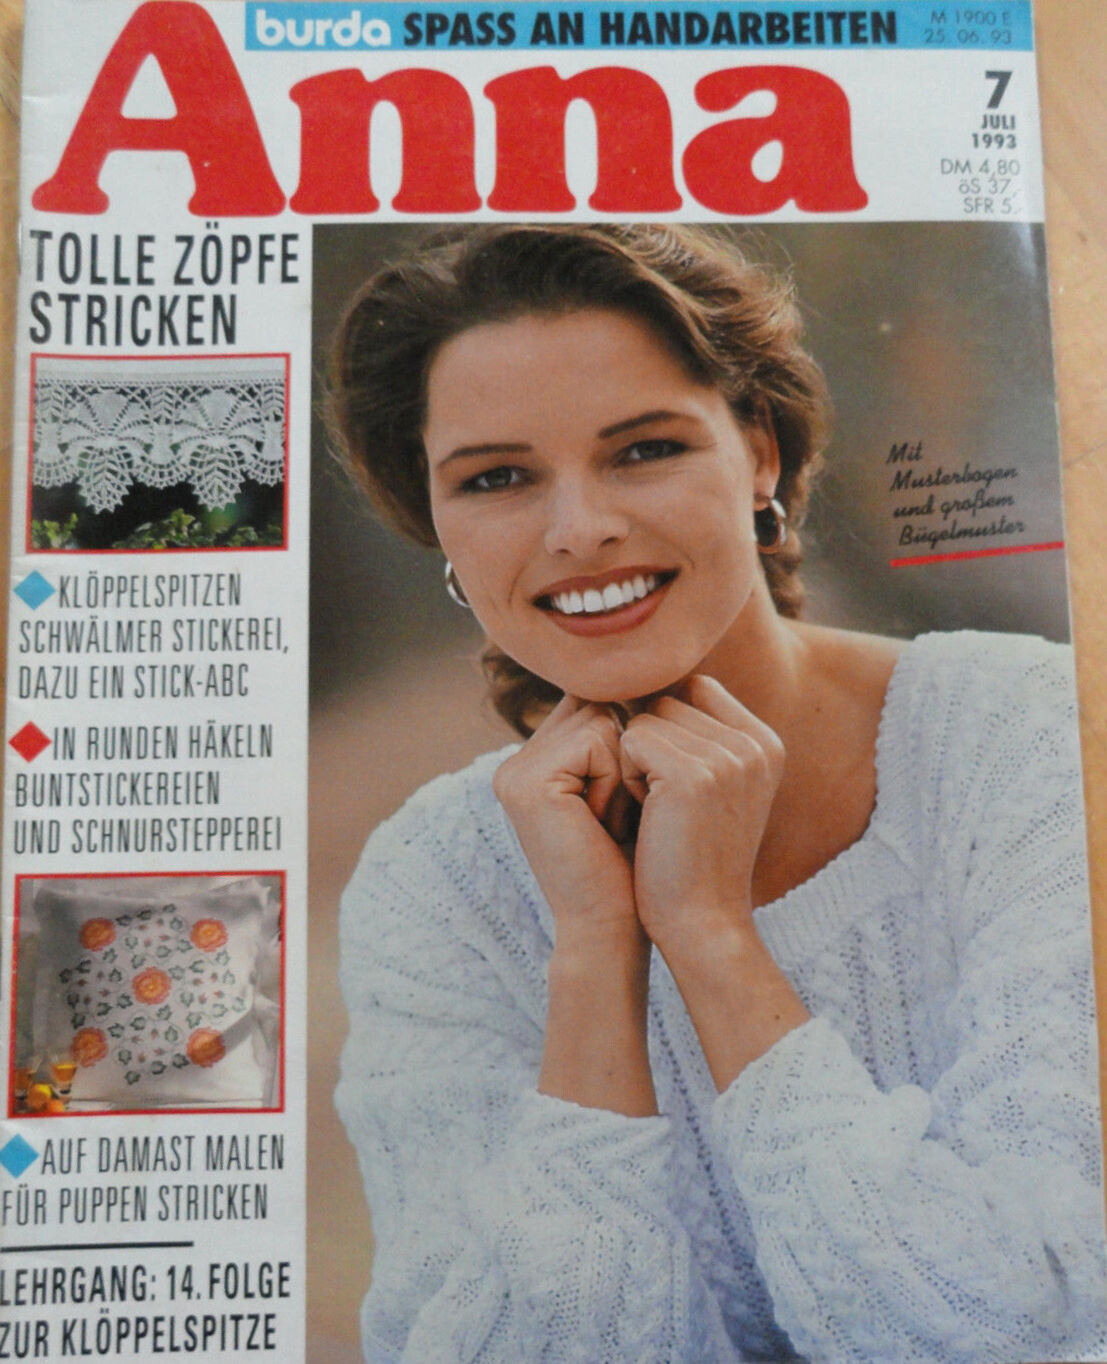 burda SPASS AN HANDARBEITEN
M 1900 E
25. 06. 93
Anna
7
JULI
1993
DM 4,80
öS 37,
SFR 5,
TOLLE ZÖPFE
STRICKEN
Mit
Musterbogen
und großem
Bügelmuster
KLÖPPELSPITZEN
SCHWÄLMER STICKEREI,
DAZU EIN STICK-ABC
IN RUNDEN HÄKELN
BUNTSTICKEREIEN
UND SCHNURSTEPPEREI
AUF DAMAST MALEN
FÜR PUPPEN STRICKEN
LEHRGANG: 14. FOLGE
ZUR KLÖPPELSPITZE